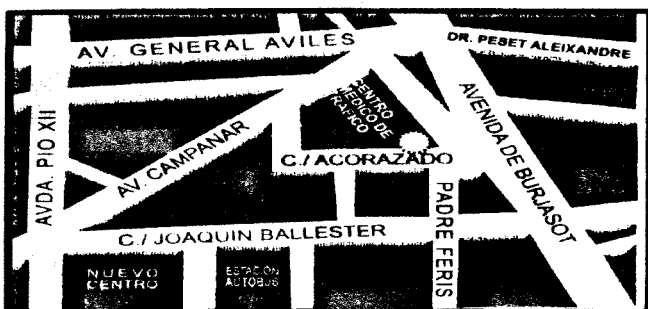 AV. GENERAL AVILES
DR. PESET ALEIXANDRE
CENTRO
MEDICO DE
TRAFICO
AVENIDA DE BURJASOT
AVDA. PIO XII
AV. CAMPANAR
C./ ACORAZADO
PADRE FERIS
C./ JOAQUIN BALLESTER
NUEVO
CENTRO
ESTACION
AUTOBUS